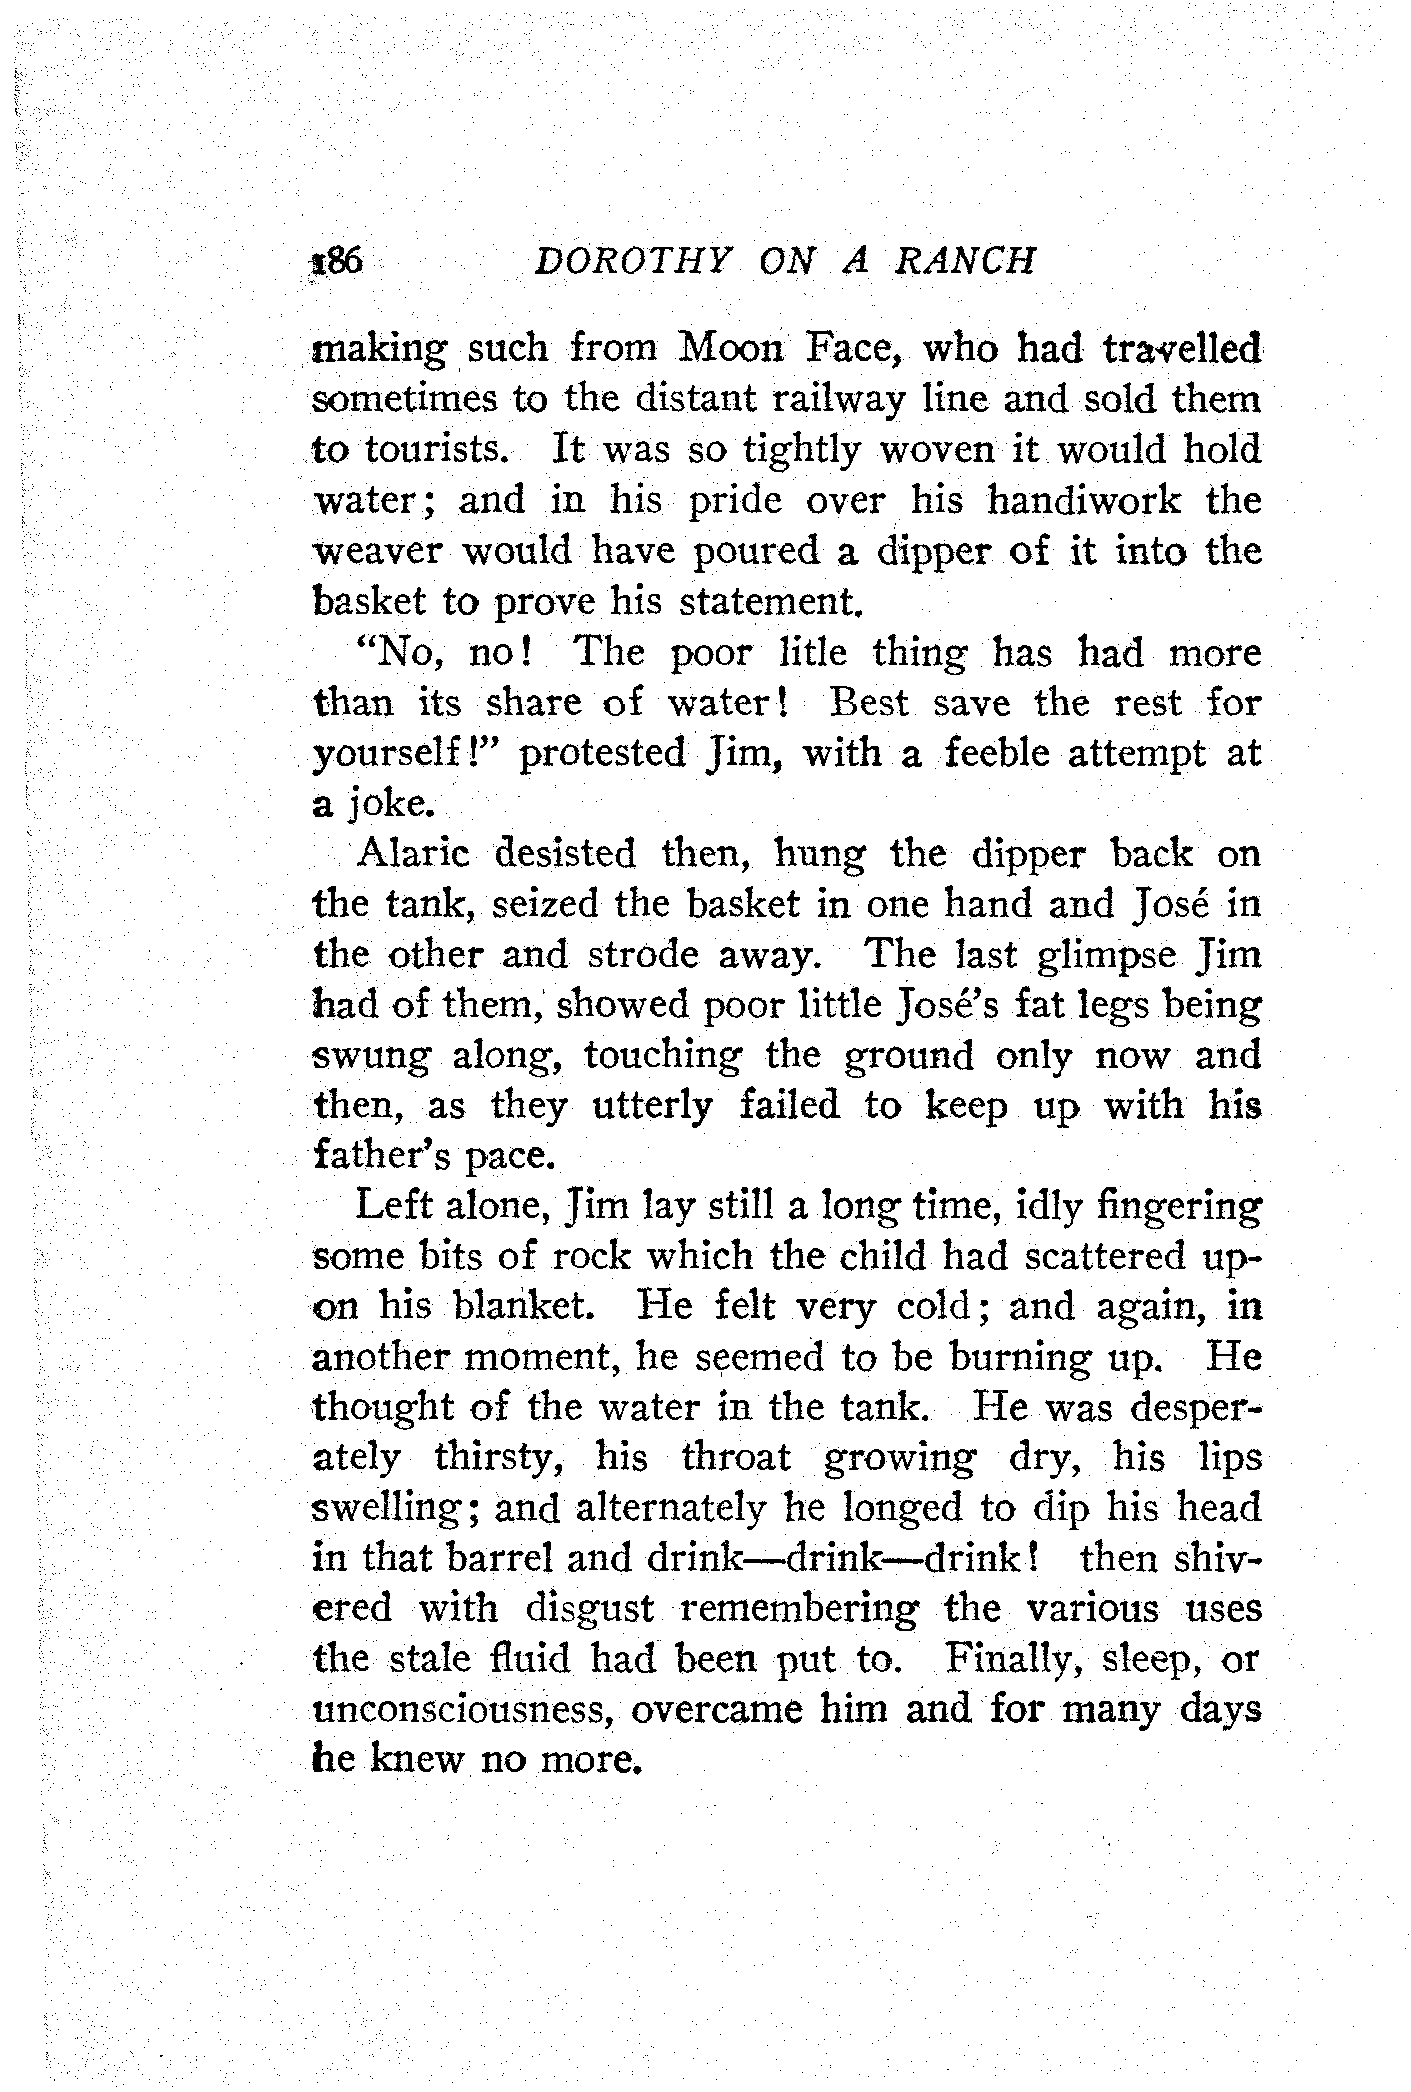 186 DOROTHY ON A RANCH
making such from Moon Face, who had travelled
sometimes to the distant railway line and sold them
to tourists. It was so tightly woven it would hold
water; and in his pride over his handiwork the
weaver would have poured a dipper of it into the
basket to prove his statement.
“No, no! The poor litle thing has had more
than its share of water! Best save the rest for
yourself!” protested Jim, with a feeble attempt at
a joke.
Alaric desisted then, hung the dipper back on
the tank, seized the basket in one hand and José in
the other and strode away. The last glimpse Jim
had of them, showed poor little José’s fat legs being
swung along, touching the ground only now and
then, as they utterly failed to keep up with his
father’s pace.
Left alone, Jim lay still a long time, idly fingering
some bits of rock which the child had scattered up-
on his blanket. He felt very cold; and again, in
another moment, he seemed to be burning up. He
thought of the water in the tank. He was desper-
ately thirsty, his throat growing dry, his lips
swelling; and alternately he longed to dip his head
in that barrel and drink—drink—drink! then shiv-
ered with disgust remembering the various uses
the stale fluid had been put to. Finally, sleep, or
unconsciousness, overcame him and for many days
he knew no more.